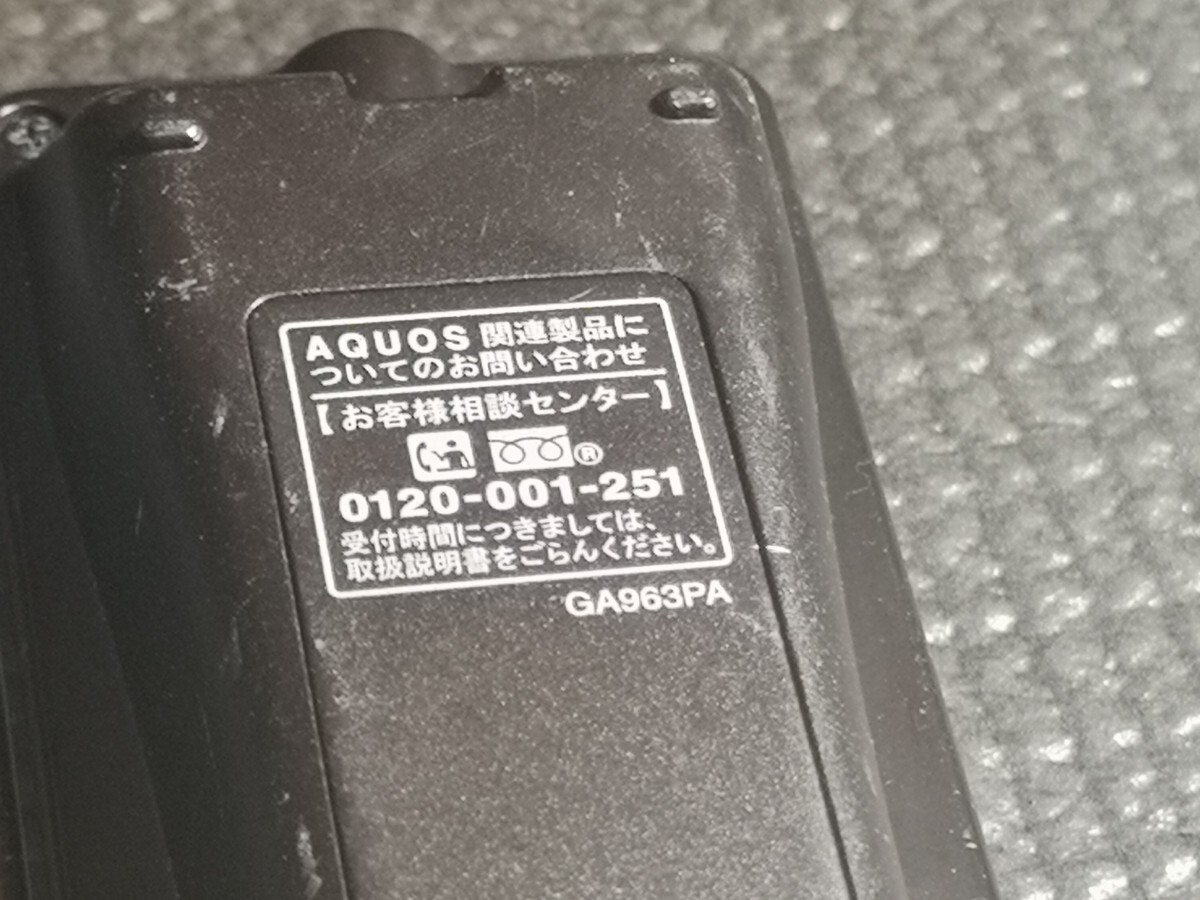 AQUOS 関連製品に
ついてのお問い合わせ
【お客様相談センター】
®
0120-001-251
受付時間につきましては、
取扱説明書をごらんください。
GA963PA